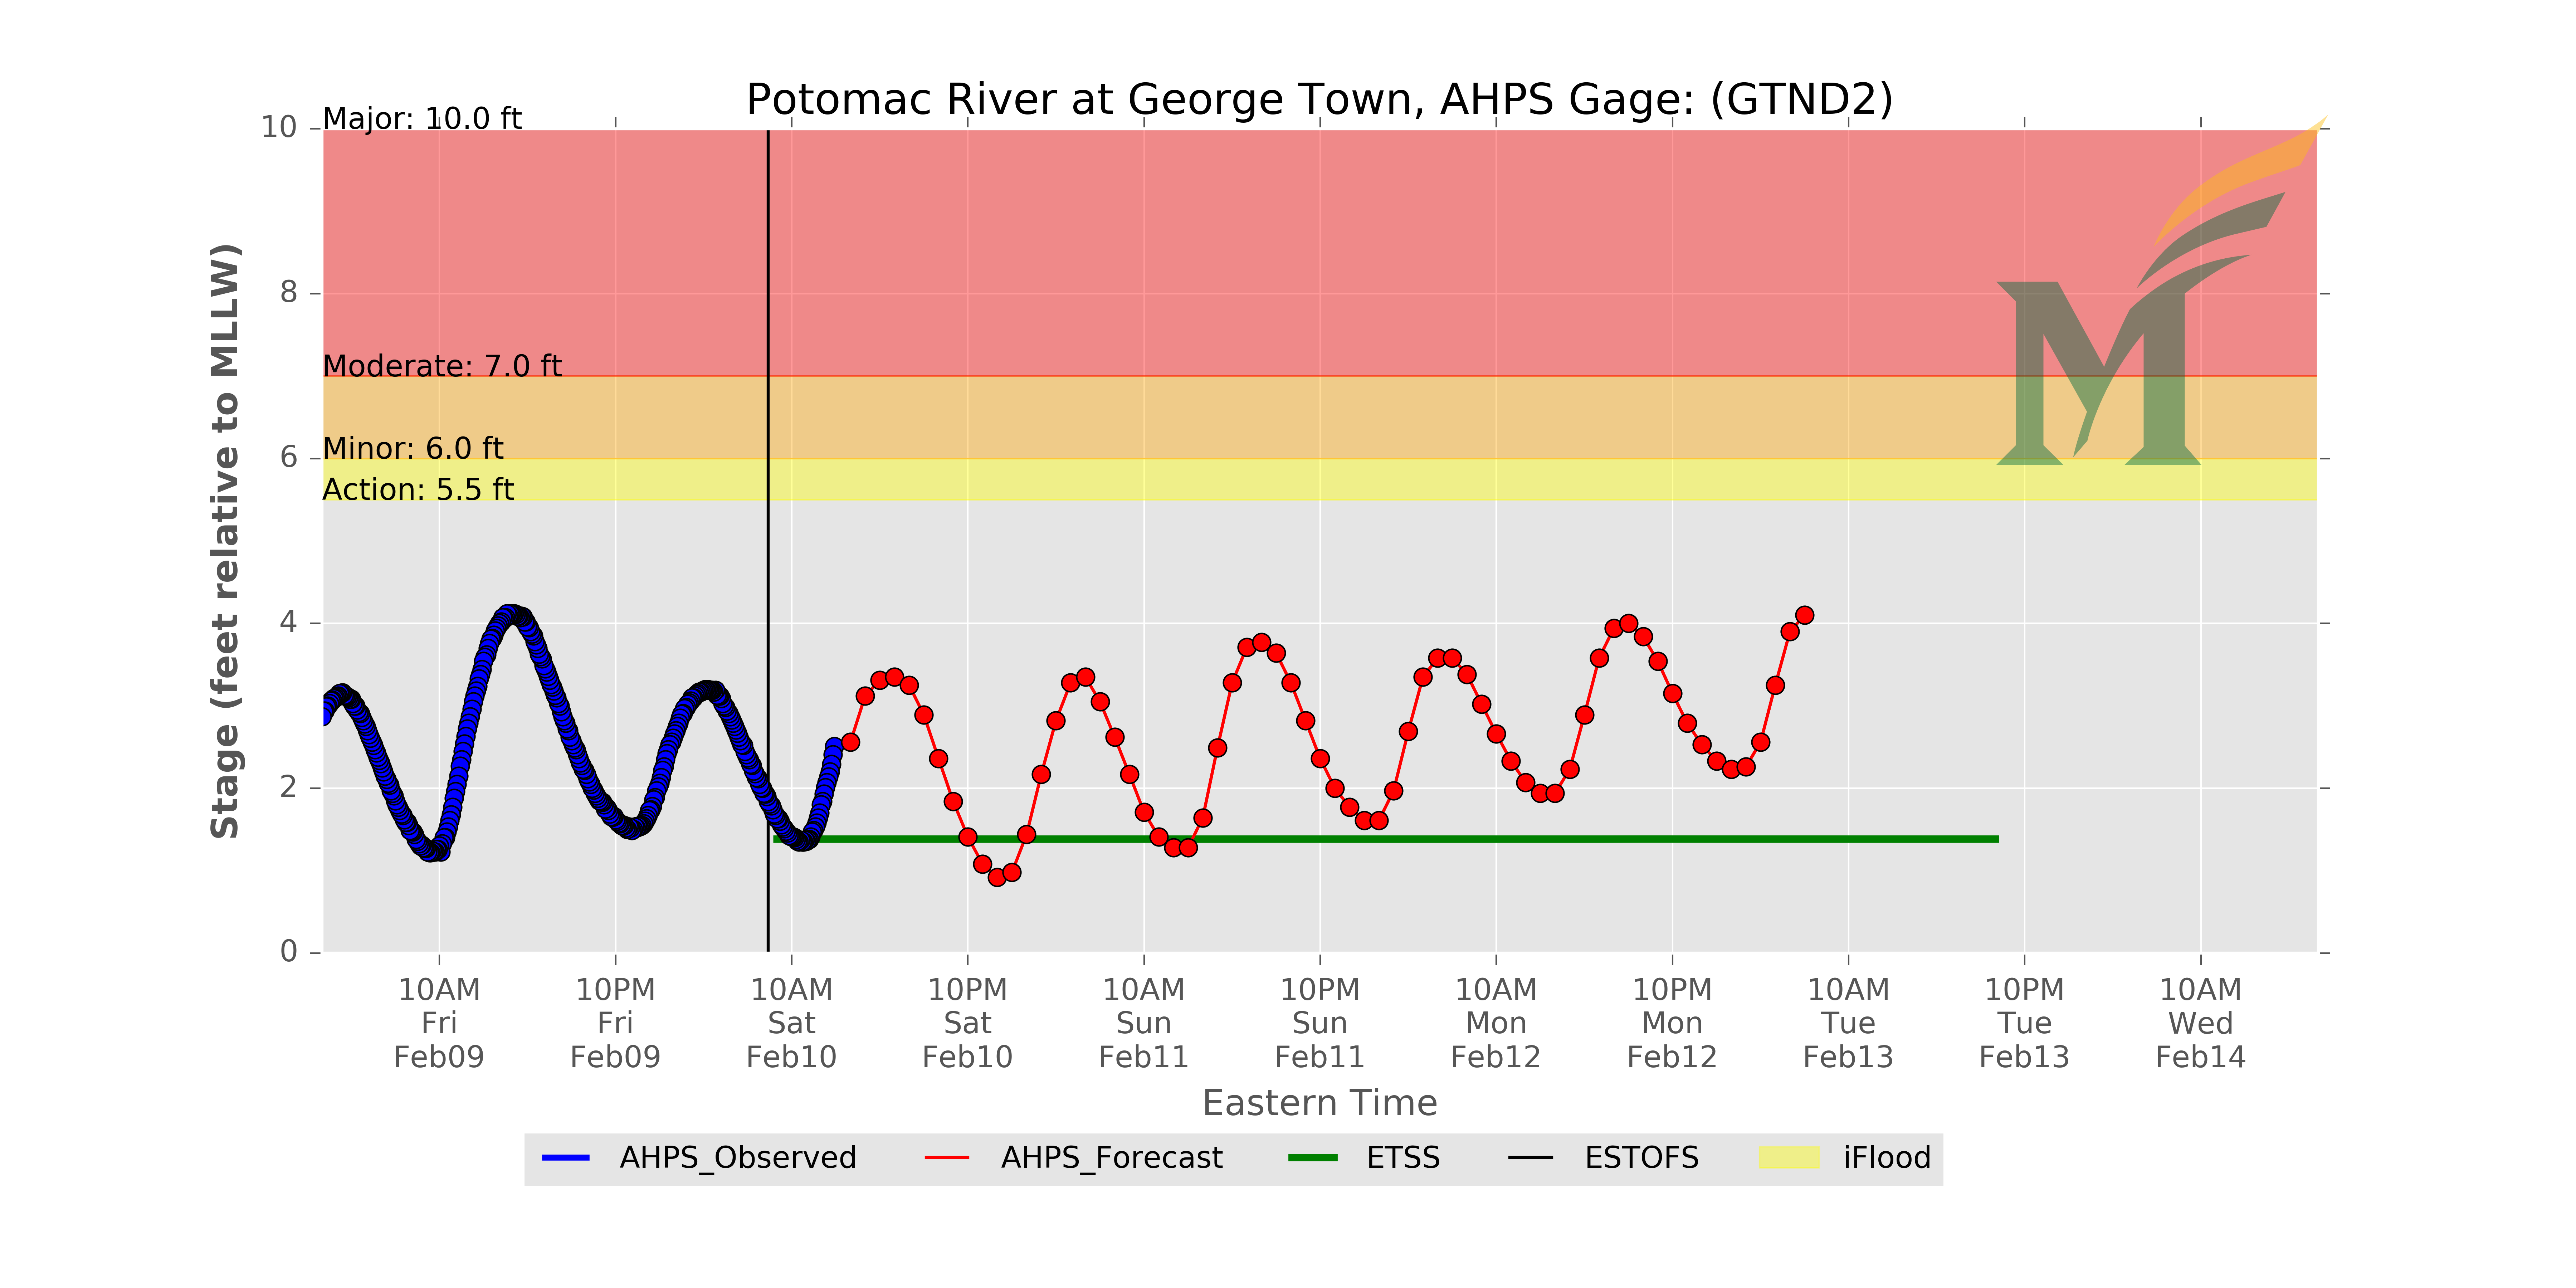 Potomac River at George Town, AHPS Gage: (GTND2)
Major: 10.0 ft
Moderate: 7.0 ft
Minor: 6.0 ft
Action: 5.5 ft
Stage (feet relative to MLLW)
10
8
6
4
2
0
10AM 10PM 10AM 10PM 10AM 10PM 10AM 10PM 10AM 10PM 10AM
Fri Fri Sat Sat Sun Sun Mon Mon Tue Tue Wed
Feb09 Feb09 Feb10 Feb10 Feb11 Feb11 Feb12 Feb12 Feb13 Feb13 Feb14
Eastern Time
AHPS_Observed AHPS_Forecast ETSS ESTOFS iFlood
M